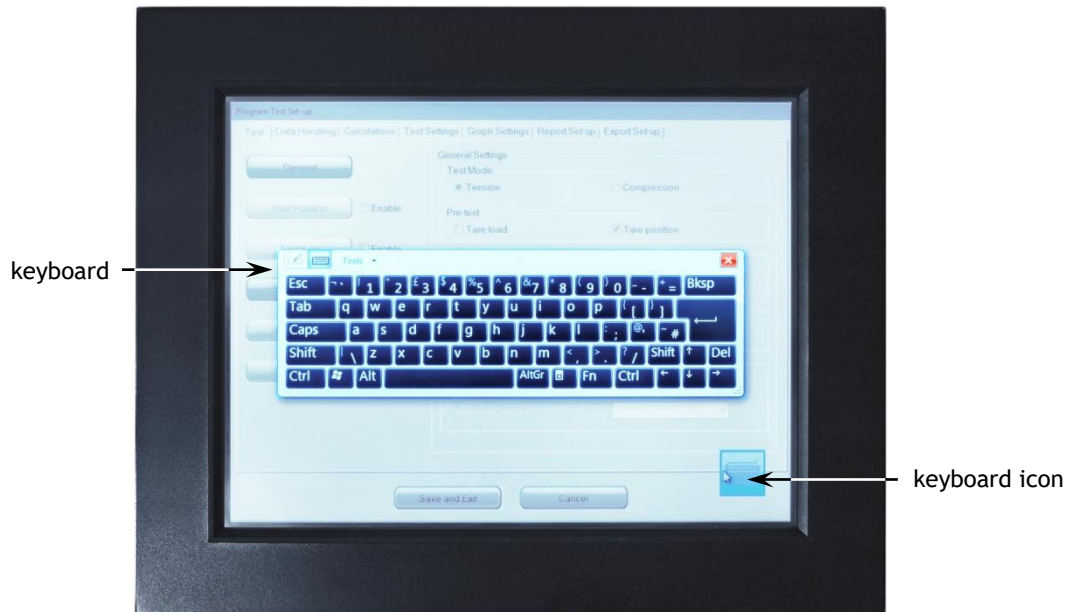 Program Test Set-up
Test Data Handling Calculations Test Settings Graph Settings Report Set-up Export Set-up
General
General Settings
Test Mode
Tension Compression
Start Position Enable
Pre test
Tare load Tare position
Enable
keyboard
Tools
Esc ¬ ` ! 1 " 2 £ 3 $ 4 % 5 ^ 6 & 7 * 8 ( 9 ) 0 _ - + = Bksp
Tab q w e r t y u i o p { [ } ]
Caps a s d f g h j k l : ; @ ' ~ #
Shift | \ z x c v b n m < , > . ? / Shift ↑ Del
Ctrl Alt AltGr Fn Ctrl ← ↓ →
keyboard icon
Save and Exit Cancel